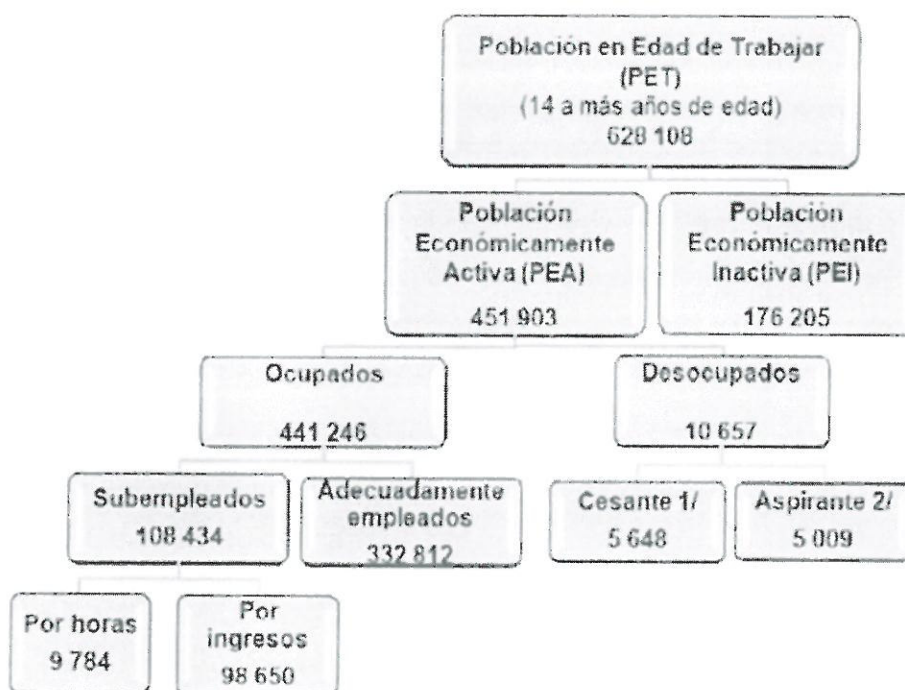 Población en Edad de Trabajar
(PET)
(14 a más años de edad)
628 108
Población
Económicamente
Activa (PEA)
451 903
Población
Económicamente
Inactiva (PEI)
176 205
Ocupados
441 246
Desocupados
10 657
Subempleados
108 434
Adecuadamente
empleados
332 812
Cesante 1/
5 648
Aspirante 2/
5 009
Por horas
9 784
Por
ingresos
98 650